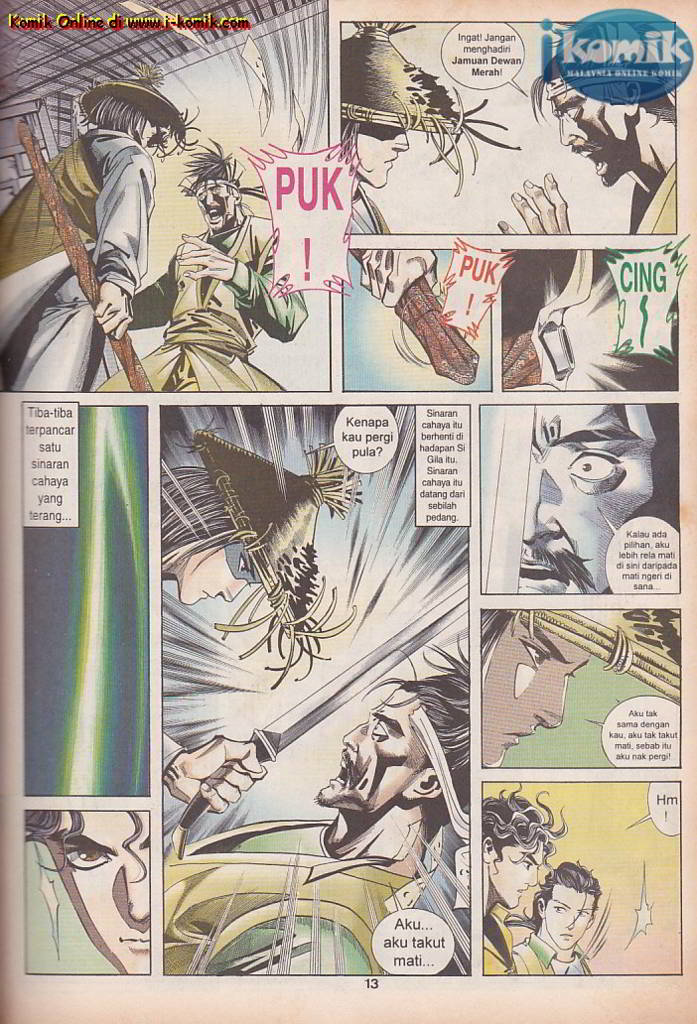 Komik Online di www.i-komik.com
ikomik
MALAYSIA ONLINE KOMIK
PUK
!
Ingat! Jangan
menghadiri
Jamuan Dewan
Merah!
PUK
!
CING
!
Tiba-tiba
terpancar
satu
sinaran
cahaya
yang
terang...
Kenapa
kau pergi
pula?
Sinaran
cahaya itu
berhenti di
hadapan Si
Gila itu.
Sinaran
cahaya itu
datang dari
sebilah
pedang.
Kalau ada
pilihan, aku
lebih rela mati
di sini daripada
mati ngeri di
sana...
Aku...
aku takut
mati...
Aku tak
sama dengan
kau, aku tak takut
mati, sebab itu
aku nak pergi!
Hm
!
13